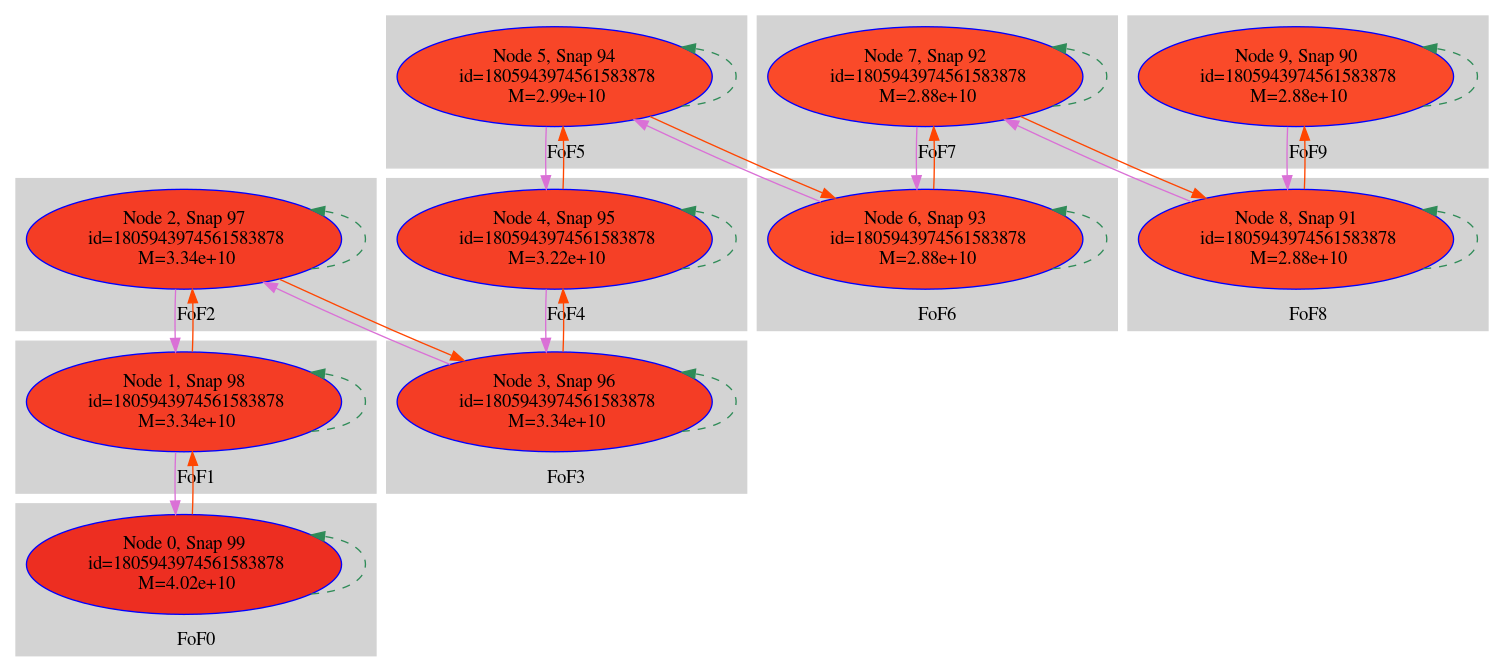 Node 5, Snap 94
id=1805943974561583878
M=2.99e+10
FoF5
Node 7, Snap 92
id=1805943974561583878
M=2.88e+10
FoF7
Node 9, Snap 90
id=1805943974561583878
M=2.88e+10
FoF9
Node 2, Snap 97
id=1805943974561583878
M=3.34e+10
FoF2
Node 4, Snap 95
id=1805943974561583878
M=3.22e+10
FoF4
Node 6, Snap 93
id=1805943974561583878
M=2.88e+10
FoF6
Node 8, Snap 91
id=1805943974561583878
M=2.88e+10
FoF8
Node 1, Snap 98
id=1805943974561583878
M=3.34e+10
FoF1
Node 3, Snap 96
id=1805943974561583878
M=3.34e+10
FoF3
Node 0, Snap 99
id=1805943974561583878
M=4.02e+10
FoF0